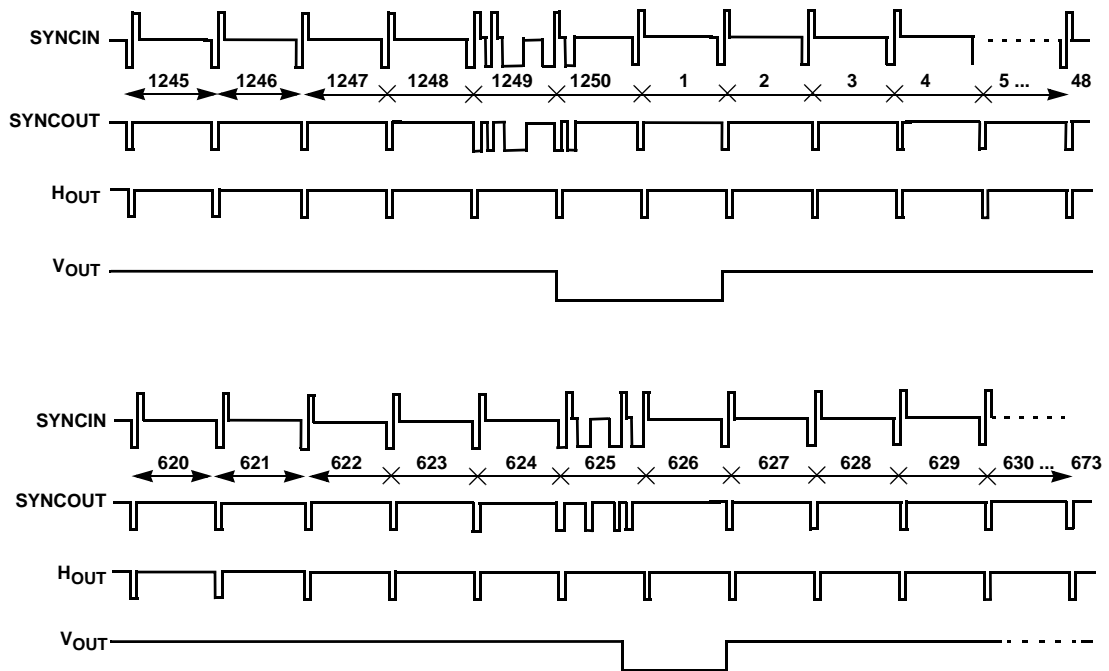 SYNCIN
1245 1246 1247 1248 1249 1250 1 2 3 4 5 ... 48
SYNCOUT
HOUT
VOUT
SYNCIN
620 621 622 623 624 625 626 627 628 629 630 ... 673
SYNCOUT
HOUT
VOUT